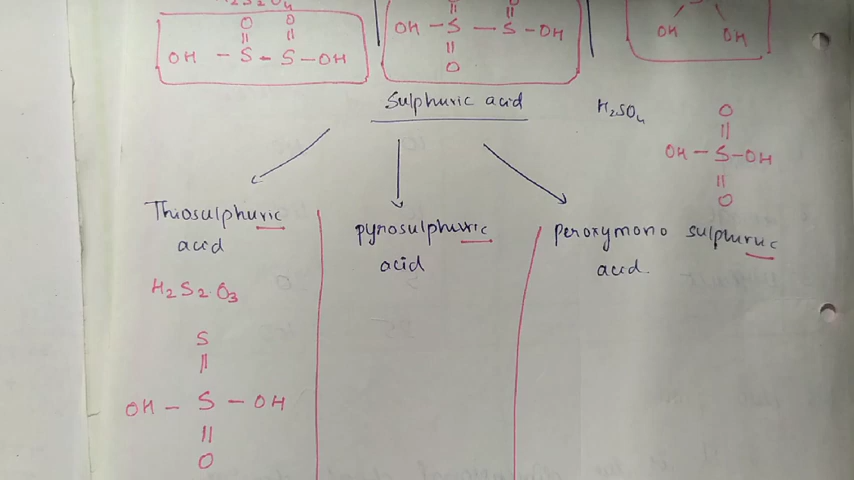 H2S2O4
O O
|| ||
OH - S - S - OH
|| ||
OH - S - S - OH
||
O
OH OH
Sulphuric acid
H2SO4
O
||
OH - S - OH
||
O
Thiosulphuric
acid
pyrosulphuric
acid
peroxymono sulphuric
acid.
H2S2O3
S
||
OH - S - OH
||
O